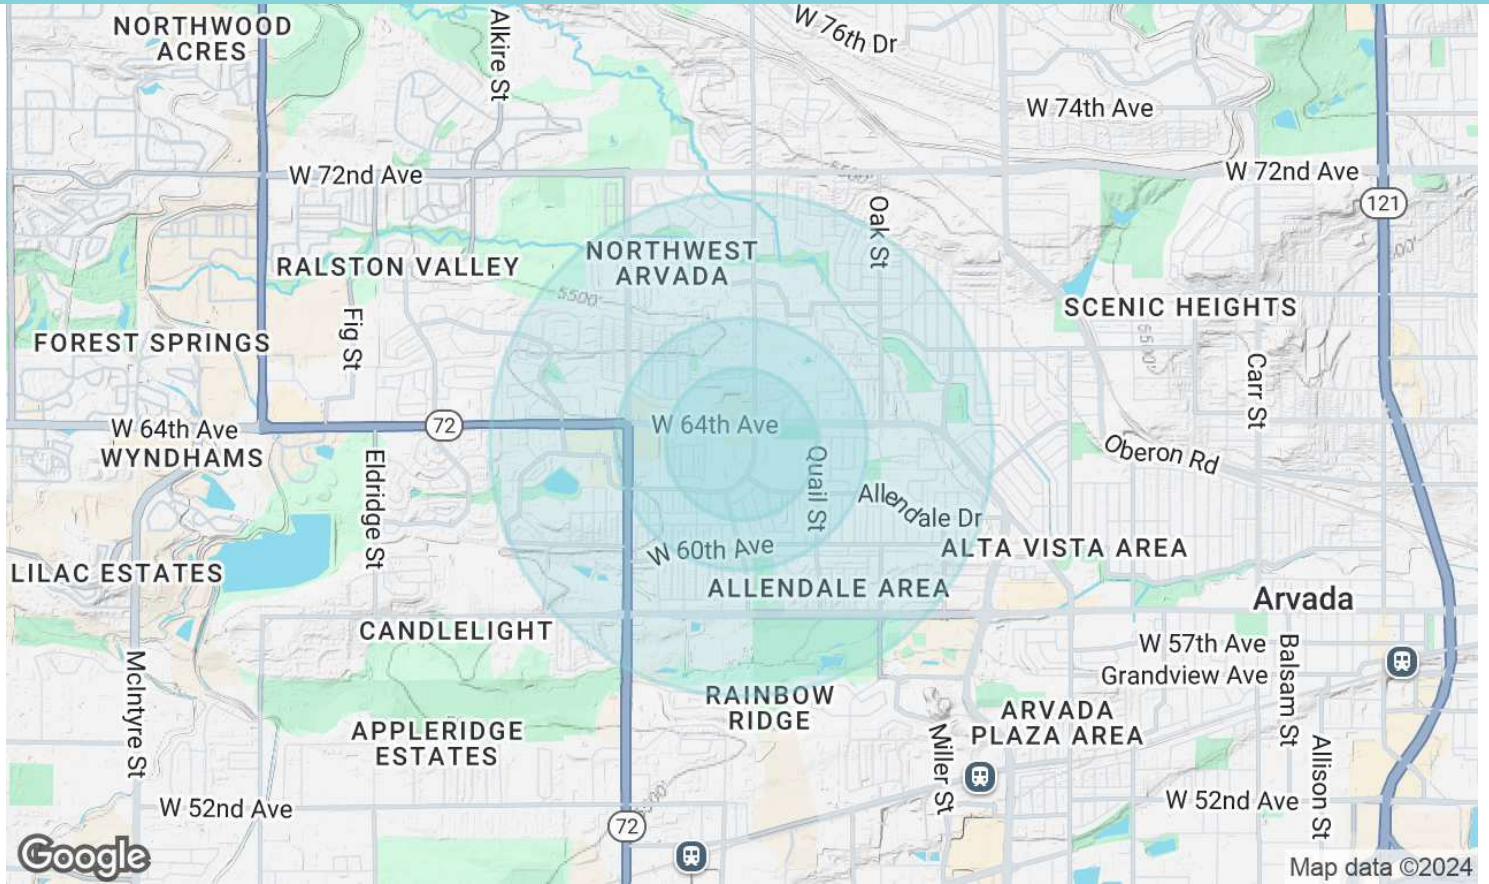 NORTHWOOD
ACRES
Alkire St
W 76th Dr
W 74th Ave
W 72nd Ave
W 72nd Ave
5500'
121
Oak St
NORTHWEST
ARVADA
RALSTON VALLEY
5500'
SCENIC HEIGHTS
5500'
FOREST SPRINGS
Fig St
Carr St
W 64th Ave
72
W 64th Ave
WYNDHAMS
Oberon Rd
Eldridge St
Quail St
Allendale Dr
W 60th Ave
ALTA VISTA AREA
LILAC ESTATES
ALLENDALE AREA
Arvada
CANDLELIGHT
W 57th Ave
Grandview Ave
McIntyre St
Balsam St
RAINBOW
RIDGE
ARVADA
PLAZA AREA
APPLERIDGE
ESTATES
Miller St
Allison St
W 52nd Ave
W 52nd Ave
72
Google
Map data ©2024